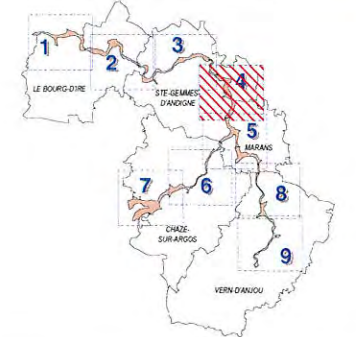 1
2
3
4
LE BOURG-D'IRE
STE-GEMMES
D'ANDIGNE
5
MARANS
7
6
8
CHAZE-
SUR-ARGOS
9
VERN-D'ANJOU